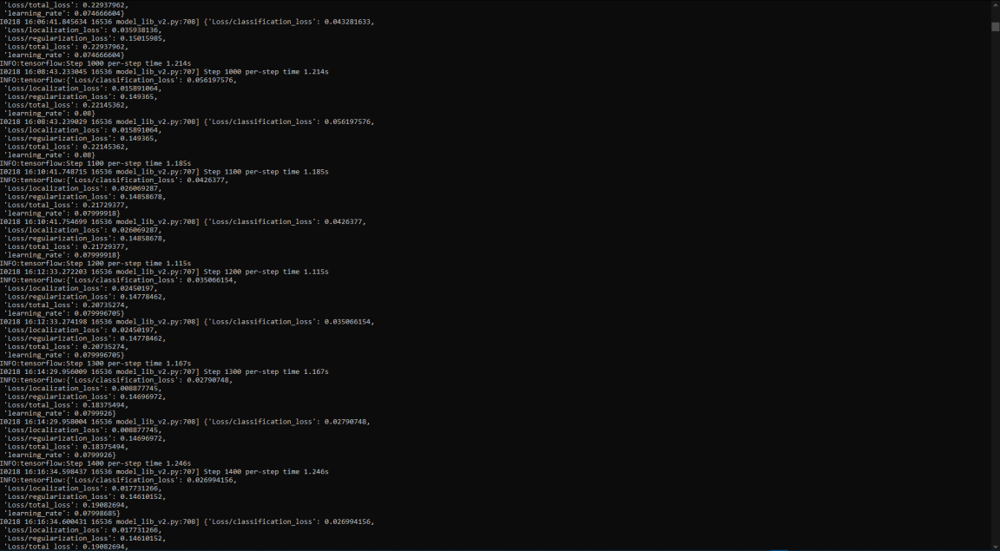 'Loss/total_loss': 0.22937962,
'learning_rate': 0.074666604}
I0218 16:06:41.845634 16536 model_lib_v2.py:708] {'Loss/classification_loss': 0.043281633,
'Loss/localization_loss': 0.035938136,
'Loss/regularization_loss': 0.15015985,
'Loss/total_loss': 0.22937962,
'learning_rate': 0.074666604}
INFO:tensorflow:Step 1000 per-step time 1.214s
I0218 16:08:43.233045 16536 model_lib_v2.py:707] Step 1000 per-step time 1.214s
INFO:tensorflow:{'Loss/classification_loss': 0.056197576,
'Loss/localization_loss': 0.015891064,
'Loss/regularization_loss': 0.149365,
'Loss/total_loss': 0.22145362,
'learning_rate': 0.08}
I0218 16:08:43.239029 16536 model_lib_v2.py:708] {'Loss/classification_loss': 0.056197576,
'Loss/localization_loss': 0.015891064,
'Loss/regularization_loss': 0.149365,
'Loss/total_loss': 0.22145362,
'learning_rate': 0.08}
INFO:tensorflow:Step 1100 per-step time 1.185s
I0218 16:10:41.748715 16536 model_lib_v2.py:707] Step 1100 per-step time 1.185s
INFO:tensorflow:{'Loss/classification_loss': 0.0426377,
'Loss/localization_loss': 0.026069287,
'Loss/regularization_loss': 0.14858678,
'Loss/total_loss': 0.21729377,
'learning_rate': 0.07999918}
I0218 16:10:41.754699 16536 model_lib_v2.py:708] {'Loss/classification_loss': 0.0426377,
'Loss/localization_loss': 0.026069287,
'Loss/regularization_loss': 0.14858678,
'Loss/total_loss': 0.21729377,
'learning_rate': 0.07999918}
INFO:tensorflow:Step 1200 per-step time 1.115s
I0218 16:12:33.272203 16536 model_lib_v2.py:707] Step 1200 per-step time 1.115s
INFO:tensorflow:{'Loss/classification_loss': 0.035066154,
'Loss/localization_loss': 0.02450197,
'Loss/regularization_loss': 0.14778462,
'Loss/total_loss': 0.20735274,
'learning_rate': 0.079996705}
I0218 16:12:33.274198 16536 model_lib_v2.py:708] {'Loss/classification_loss': 0.035066154,
'Loss/localization_loss': 0.02450197,
'Loss/regularization_loss': 0.14778462,
'Loss/total_loss': 0.20735274,
'learning_rate': 0.079996705}
INFO:tensorflow:Step 1300 per-step time 1.167s
I0218 16:14:29.956009 16536 model_lib_v2.py:707] Step 1300 per-step time 1.167s
INFO:tensorflow:{'Loss/classification_loss': 0.02790748,
'Loss/localization_loss': 0.008877745,
'Loss/regularization_loss': 0.14696972,
'Loss/total_loss': 0.18375494,
'learning_rate': 0.0799926}
I0218 16:14:29.958004 16536 model_lib_v2.py:708] {'Loss/classification_loss': 0.02790748,
'Loss/localization_loss': 0.008877745,
'Loss/regularization_loss': 0.14696972,
'Loss/total_loss': 0.18375494,
'learning_rate': 0.0799926}
INFO:tensorflow:Step 1400 per-step time 1.246s
I0218 16:16:34.598437 16536 model_lib_v2.py:707] Step 1400 per-step time 1.246s
INFO:tensorflow:{'Loss/classification_loss': 0.026994156,
'Loss/localization_loss': 0.017731266,
'Loss/regularization_loss': 0.14610152,
'Loss/total_loss': 0.19082694,
'learning_rate': 0.07998685}
I0218 16:16:34.600431 16536 model_lib_v2.py:708] {'Loss/classification_loss': 0.026994156,
'Loss/localization_loss': 0.017731266,
'Loss/regularization_loss': 0.14610152,
'Loss/total_loss': 0.19082694,